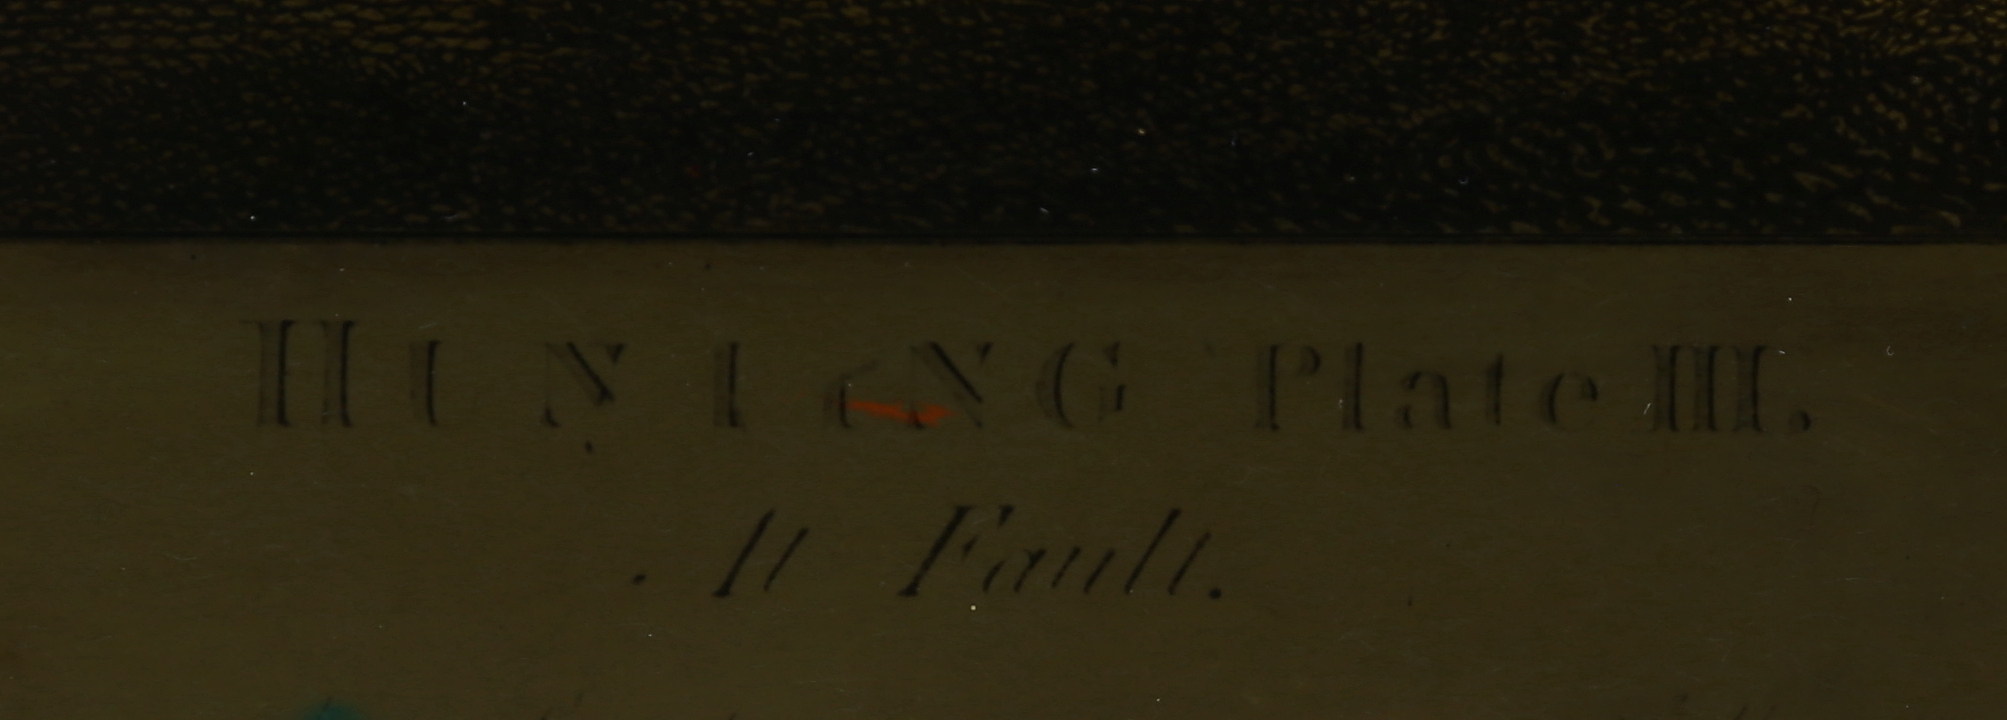 HUNTING Plate III.
At Fault.